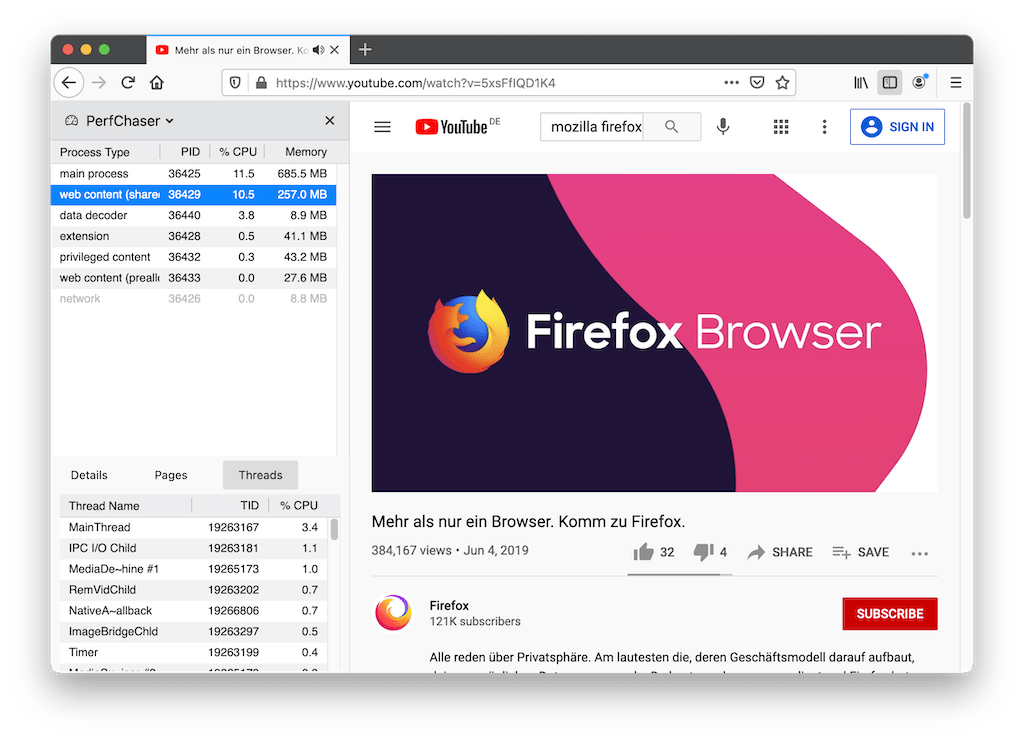 Mehr als nur ein Browser. Ko
https://www.youtube.com/watch?v=5xsFfIQD1K4
PerfChaser
Process Type PID % CPU Memory
main process 36425 11.5 685.5 MB
web content (share 36429 10.5 257.0 MB
data decoder 36440 3.8 8.9 MB
extension 36428 0.5 41.1 MB
privileged content 36432 0.3 43.2 MB
web content (preall 36433 0.0 27.6 MB
network 36426 0.0 8.8 MB
Details Pages Threads
Thread Name TID % CPU
MainThread 19263167 3.4
IPC I/O Child 19263181 1.1
MediaDe~hine #1 19265173 1.0
RemVidChild 19263202 0.7
NativeA~allback 19266806 0.7
ImageBridgeChld 19263297 0.5
Timer 19263199 0.4
YouTube DE
mozilla firefox
SIGN IN
Firefox Browser
Mehr als nur ein Browser. Komm zu Firefox.
384,167 views • Jun 4, 2019
32 4 SHARE SAVE
Firefox
121K subscribers
SUBSCRIBE
Alle reden über Privatsphäre. Am lautesten die, deren Geschäftsmodell darauf aufbaut,